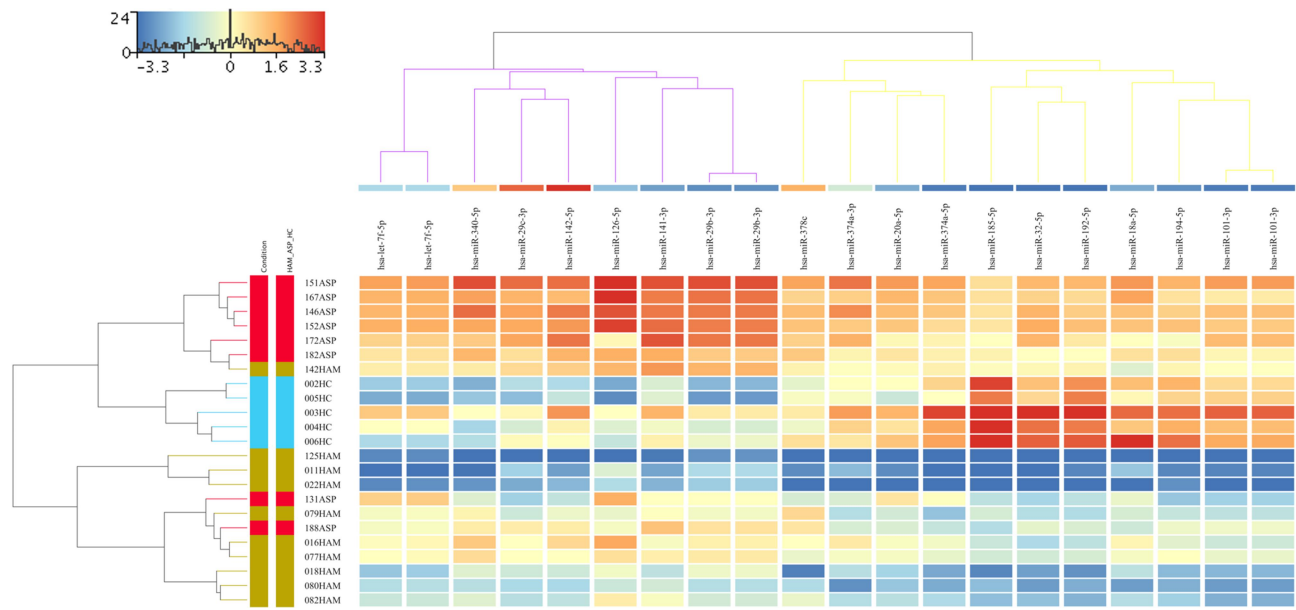 24
0
-3.3 0 1.6 3.3
hsa-let-7f-5p
hsa-let-7f-5p
hsa-miR-340-5p
hsa-miR-29c-3p
hsa-miR-142-5p
hsa-miR-126-5p
hsa-miR-141-3p
hsa-miR-29b-3p
hsa-miR-29b-3p
hsa-miR-378c
hsa-miR-374a-3p
hsa-miR-20a-5p
hsa-miR-374a-5p
hsa-miR-185-5p
hsa-miR-32-5p
hsa-miR-192-5p
hsa-miR-18a-5p
hsa-miR-194-5p
hsa-miR-101-3p
hsa-miR-101-3p
Condition
HAM_ASP_HC
151ASP
167ASP
146ASP
152ASP
172ASP
182ASP
142HAM
002HC
005HC
003HC
004HC
006HC
125HAM
011HAM
022HAM
131ASP
079HAM
188ASP
016HAM
077HAM
018HAM
080HAM
082HAM